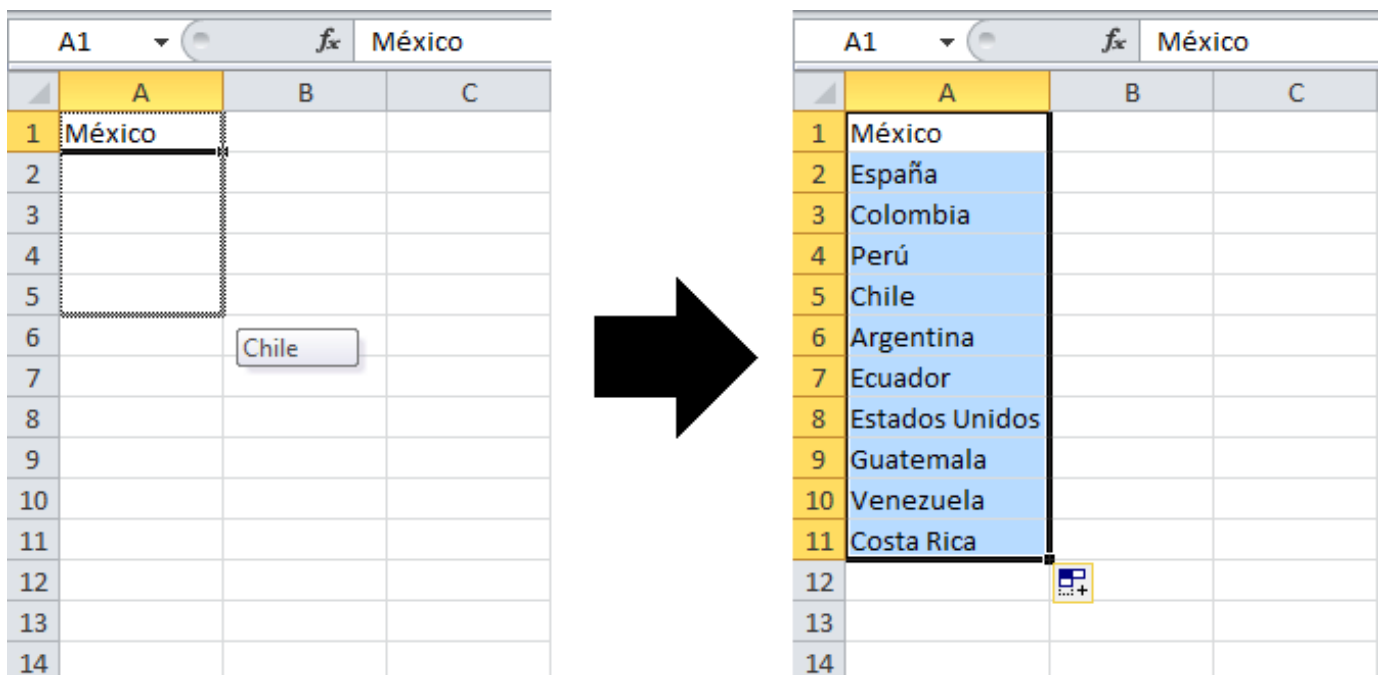 A1 fx México
A B C
1 México
2
3
4
5
6 Chile
7
8
9
10
11
12
13
14
A1 fx México
A B C
1 México
2 España
3 Colombia
4 Perú
5 Chile
6 Argentina
7 Ecuador
8 Estados Unidos
9 Guatemala
10 Venezuela
11 Costa Rica
12
13
14